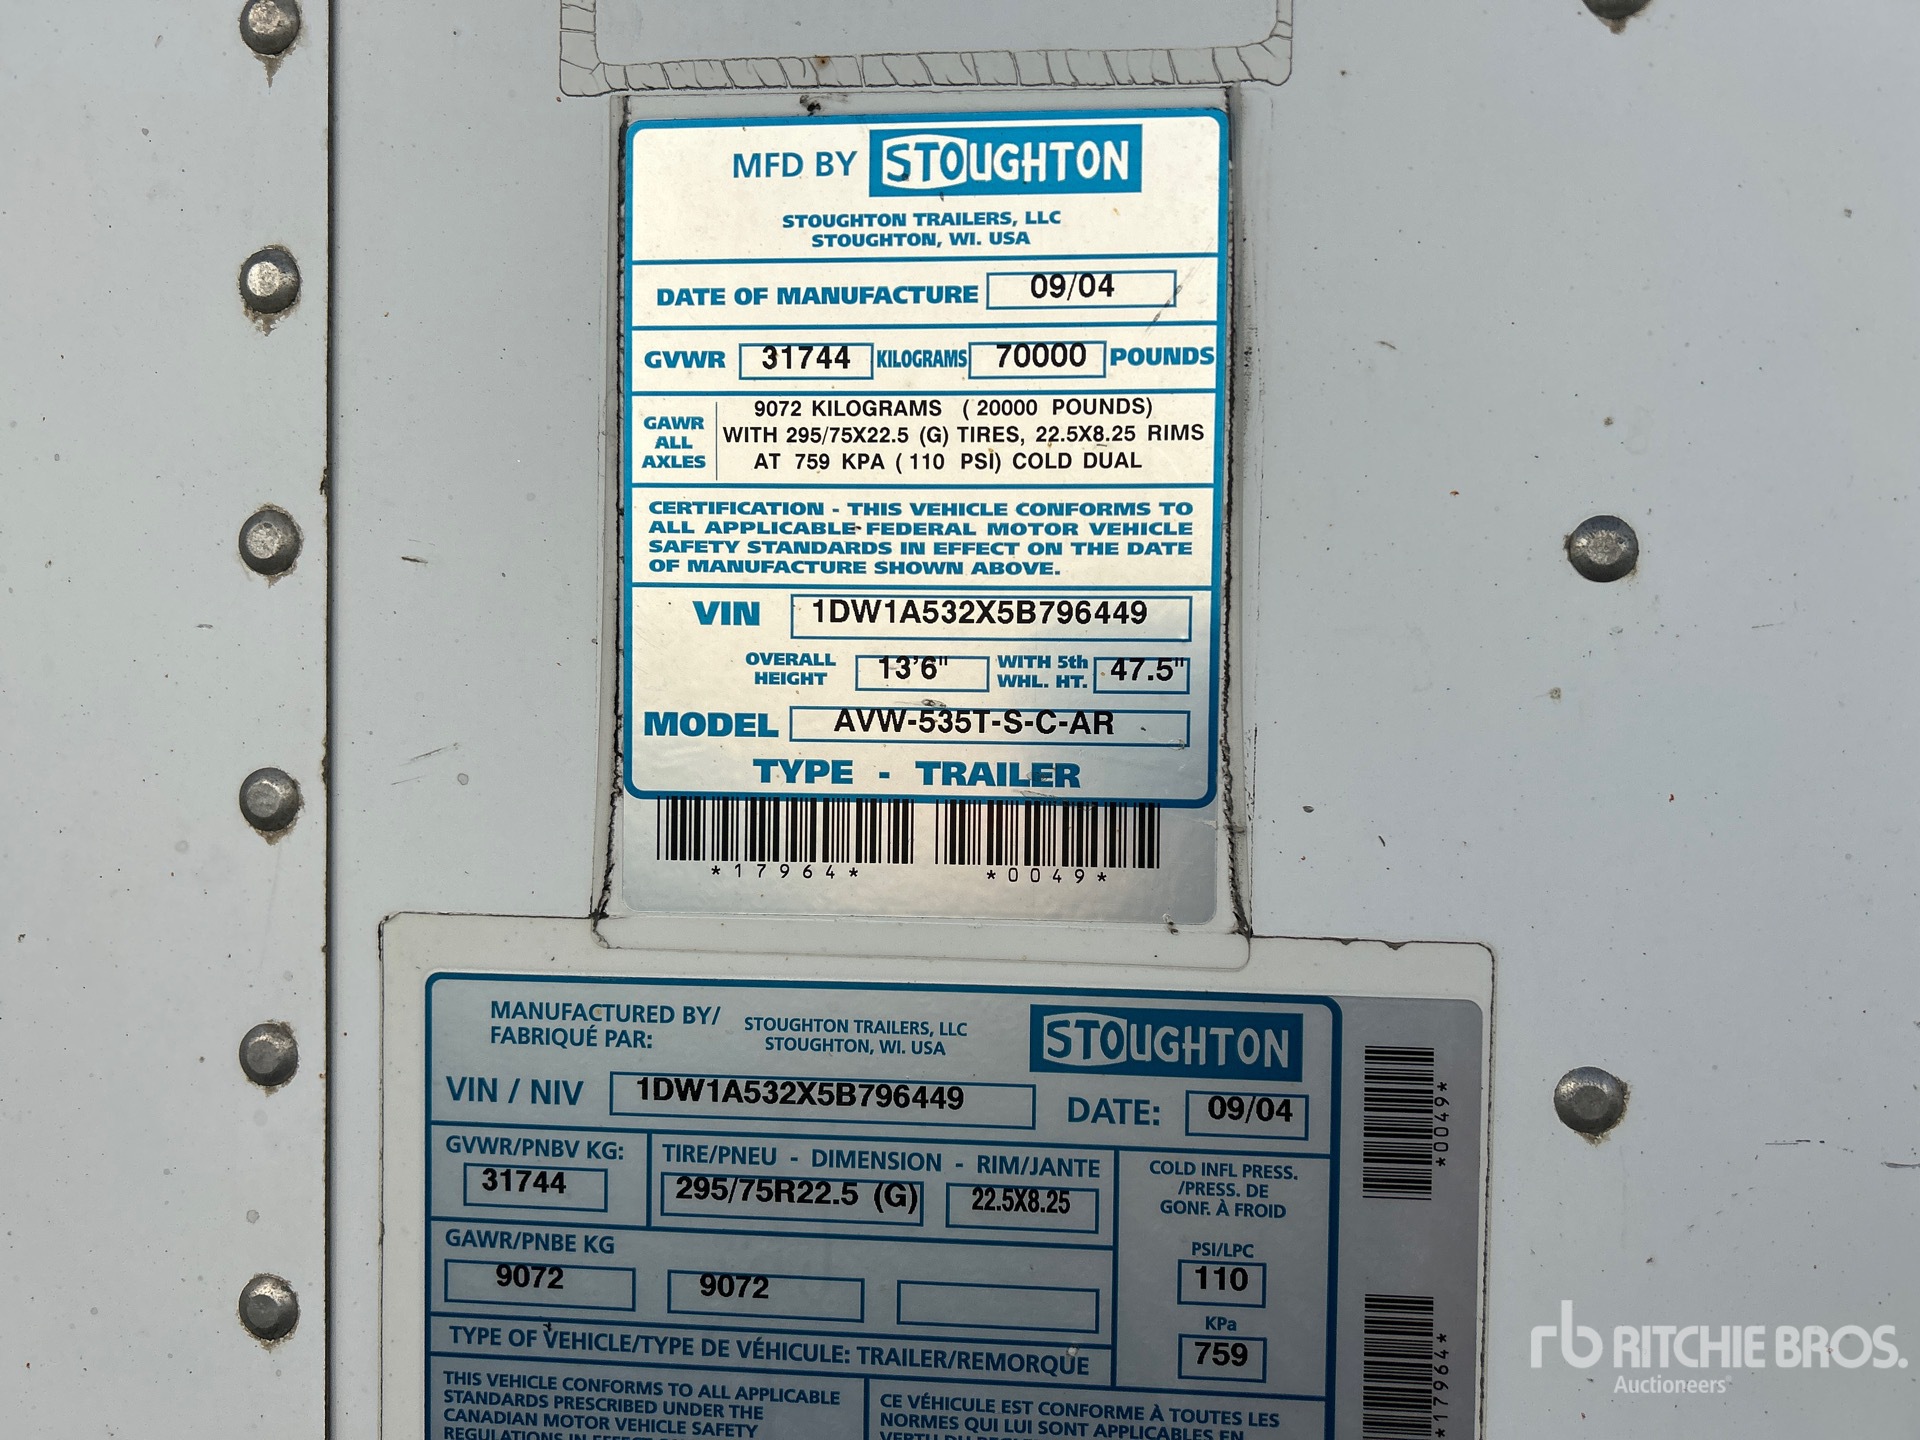 MFD BY STOUGHTON
STOUGHTON TRAILERS, LLC
STOUGHTON, WI. USA
DATE OF MANUFACTURE 09/04
GVWR 31744 KILOGRAMS 70000 POUNDS
GAWR ALL AXLES
9072 KILOGRAMS ( 20000 POUNDS)
WITH 295/75X22.5 (G) TIRES, 22.5X8.25 RIMS
AT 759 KPA ( 110 PSI) COLD DUAL
CERTIFICATION - THIS VEHICLE CONFORMS TO
ALL APPLICABLE FEDERAL MOTOR VEHICLE
SAFETY STANDARDS IN EFFECT ON THE DATE
OF MANUFACTURE SHOWN ABOVE.
VIN 1DW1A532X5B796449
OVERALL HEIGHT 13'6" WITH 5th WHL. HT. 47.5"
MODEL AVW-535T-S-C-AR
TYPE - TRAILER
*17964* *0049*
MANUFACTURED BY/
FABRIQUÉ PAR:
STOUGHTON TRAILERS, LLC
STOUGHTON, WI. USA
STOUGHTON
VIN / NIV 1DW1A532X5B796449 DATE: 09/04
GVWR/PNBV KG:
31744
TIRE/PNEU - DIMENSION - RIM/JANTE
295/75R22.5 (G) 22.5X8.25
COLD INFL PRESS.
/PRESS. DE
GONF. À FROID
PSI/LPC
110
KPa
759
GAWR/PNBE KG
9072 9072
TYPE OF VEHICLE/TYPE DE VÉHICULE: TRAILER/REMORQUE
THIS VEHICLE CONFORMS TO ALL APPLICABLE
STANDARDS PRESCRIBED UNDER THE
CANADIAN MOTOR VEHICLE SAFETY
REGULATIONS IN EFFECT
CE VÉHICULE EST CONFORME À TOUTES LES
NORMES QUI LUI SONT APPLICABLES EN
VERTU DU
*0049*
*17964*
rb RITCHIE BROS.
Auctioneers